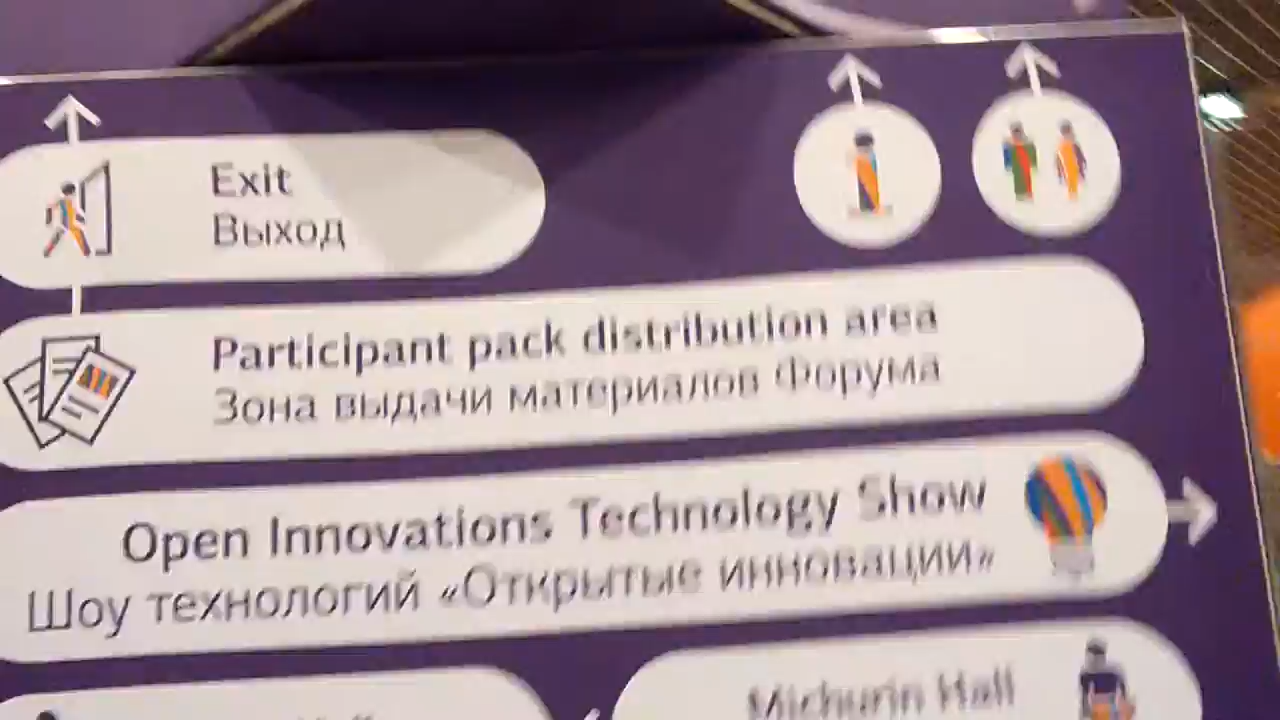 Exit
Выход
Participant pack distribution area
Зона выдачи материалов Форума
Open Innovations Technology Show
Шоу технологий «Открытые инновации»
Michurin Hall